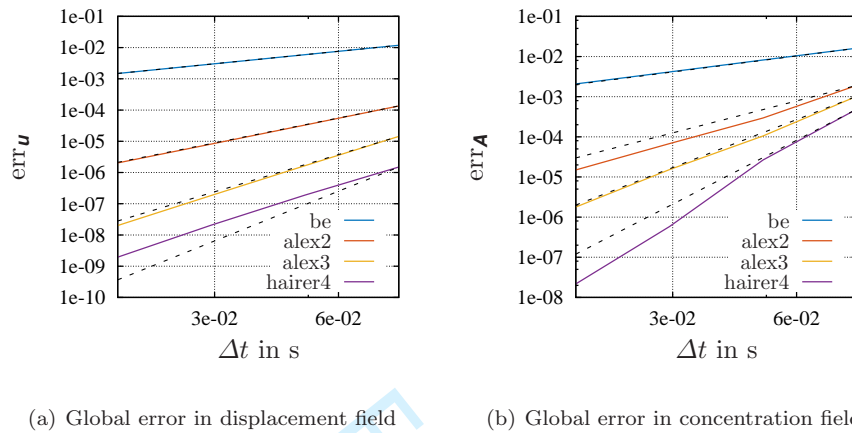 1e-01
1e-02
1e-03
1e-04
1e-05
1e-06
1e-07
1e-08
1e-09
1e-10
err𝐮
be
alex2
alex3
hairer4
3e-02 6e-02
Δt in s
(a) Global error in displacement field
1e-01
1e-02
1e-03
1e-04
1e-05
1e-06
1e-07
1e-08
err𝐀
be
alex2
alex3
hairer4
3e-02 6e-02
Δt in s
(b) Global error in concentration field